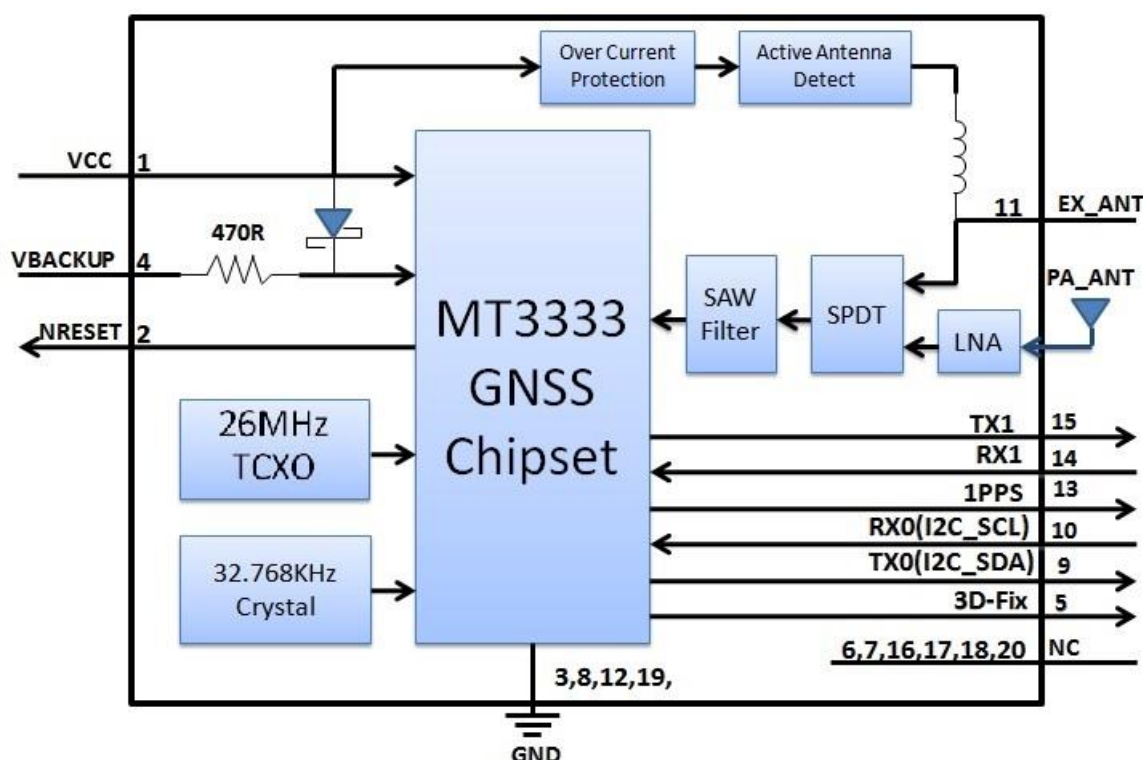 Over Current
Protection
Active Antenna
Detect
VCC 1
11 EX_ANT
470R
VBACKUP 4
PA_ANT
SAW
Filter
SPDT
LNA
NRESET 2
MT3333
GNSS
Chipset
26MHz
TCXO
TX1 15
RX1 14
1PPS 13
RX0(I2C_SCL) 10
TX0(I2C_SDA) 9
3D-Fix 5
32.768KHz
Crystal
6,7,16,17,18,20 NC
3,8,12,19,
GND